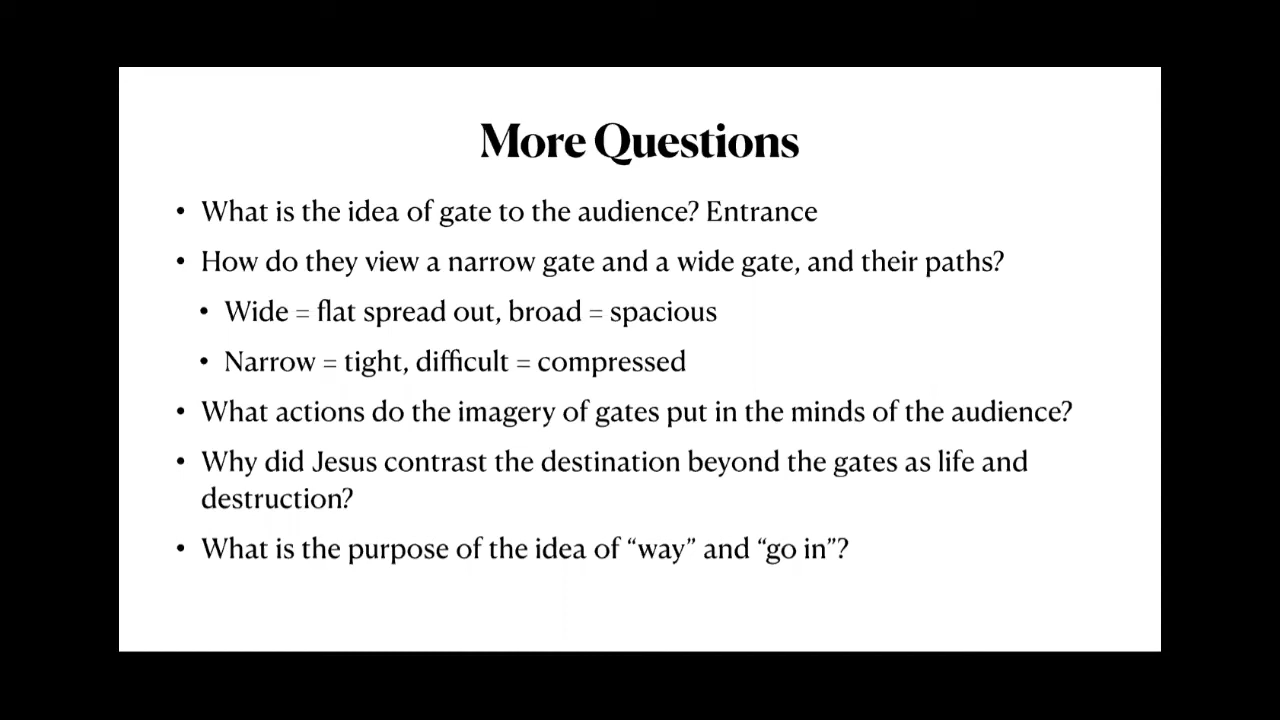 More Questions
• What is the idea of gate to the audience? Entrance
• How do they view a narrow gate and a wide gate, and their paths?
• Wide = flat spread out, broad = spacious
• Narrow = tight, difficult = compressed
• What actions do the imagery of gates put in the minds of the audience?
• Why did Jesus contrast the destination beyond the gates as life and
destruction?
• What is the purpose of the idea of “way” and “go in”?